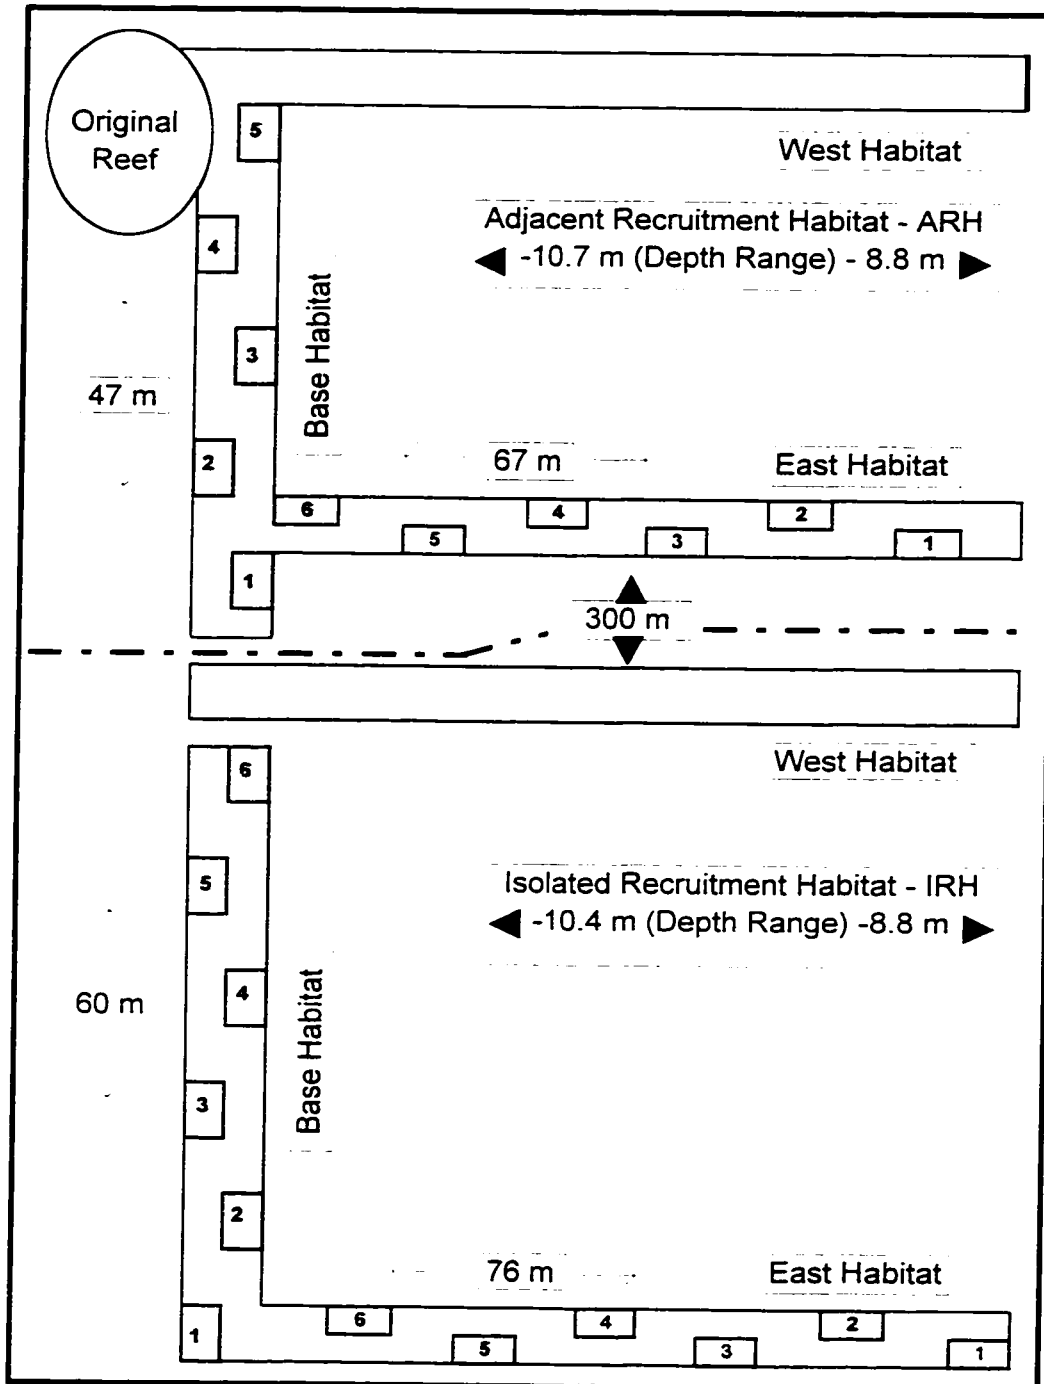 Original
Reef
5
West Habitat
Adjacent Recruitment Habitat - ARH
-10.7 m (Depth Range) - 8.8 m
4
3
Base Habitat
47 m
2
67 m
East Habitat
6
4
2
5
3
1
1
300 m
West Habitat
6
5
Isolated Recruitment Habitat - IRH
-10.4 m (Depth Range) -8.8 m
4
60 m
Base Habitat
3
2
76 m
East Habitat
1
6
4
2
5
3
1